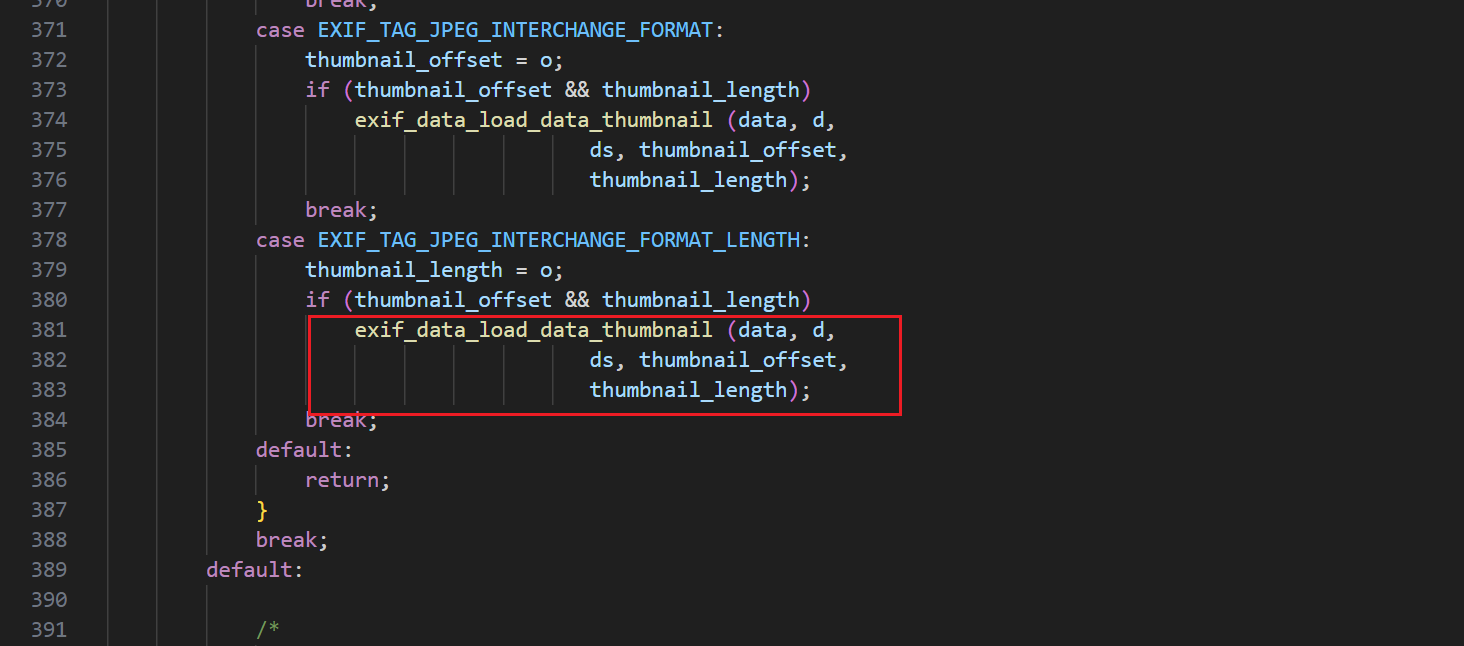 370 break;
371 case EXIF_TAG_JPEG_INTERCHANGE_FORMAT:
372 thumbnail_offset = o;
373 if (thumbnail_offset && thumbnail_length)
374 exif_data_load_data_thumbnail (data, d,
375 ds, thumbnail_offset,
376 thumbnail_length);
377 break;
378 case EXIF_TAG_JPEG_INTERCHANGE_FORMAT_LENGTH:
379 thumbnail_length = o;
380 if (thumbnail_offset && thumbnail_length)
381 exif_data_load_data_thumbnail (data, d,
382 ds, thumbnail_offset,
383 thumbnail_length);
384 break;
385 default:
386 return;
387 }
388 break;
389 default:
390
391 /*